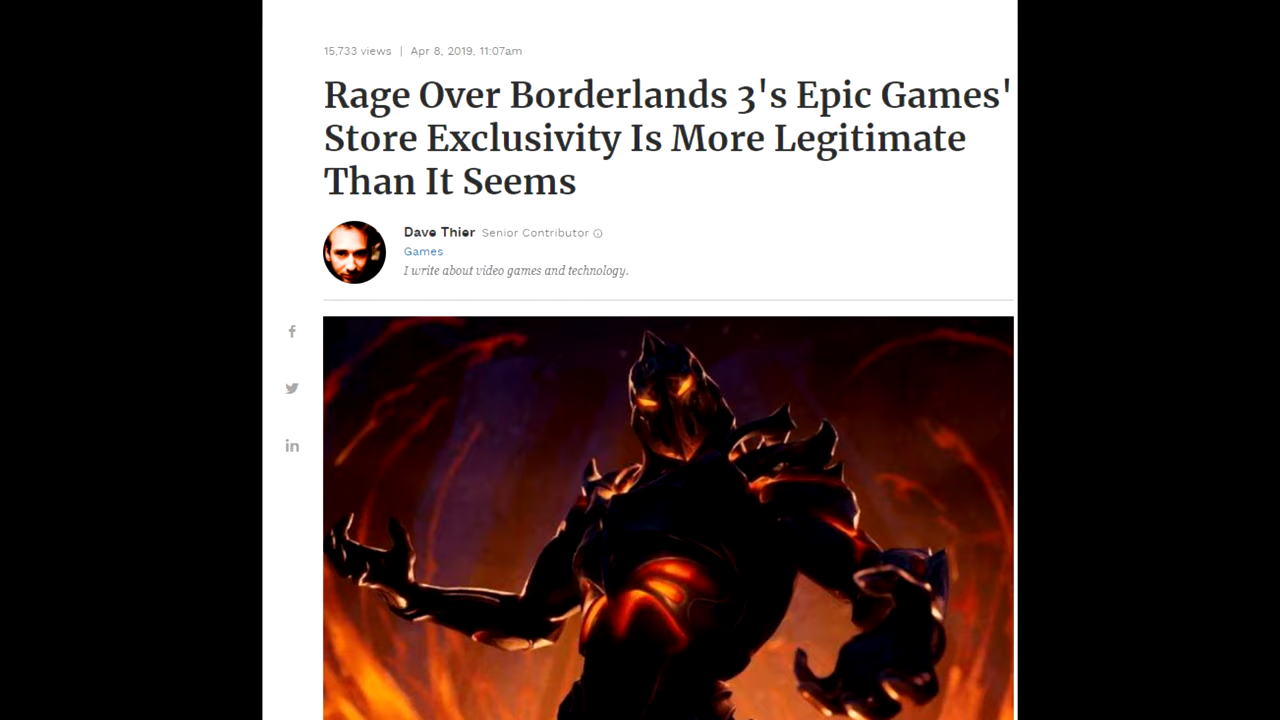 15,733 views | Apr 8, 2019, 11:07am
Rage Over Borderlands 3's Epic Games'
Store Exclusivity Is More Legitimate
Than It Seems
Dave Thier Senior Contributor
Games
I write about video games and technology.